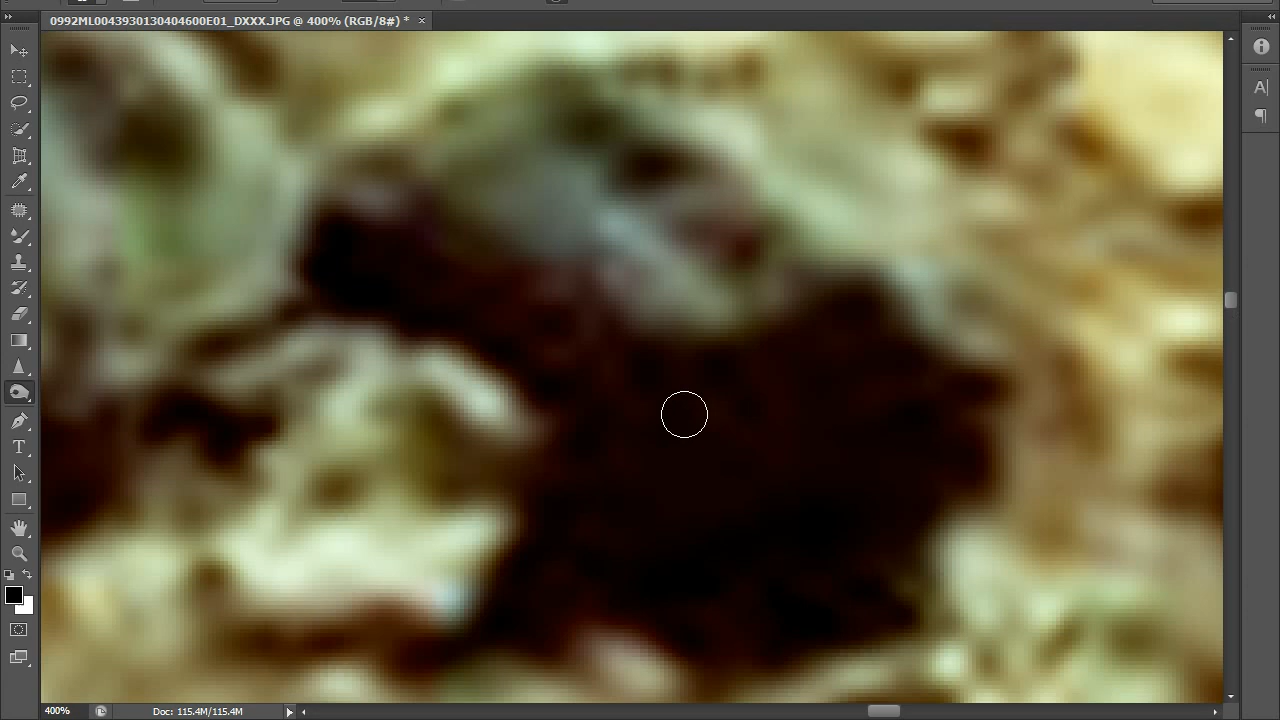 0992ML0043930130404600E01_DXXX.JPG @ 400% (RGB/8#) * ×
A
T
400% Doc: 115.4M/115.4M